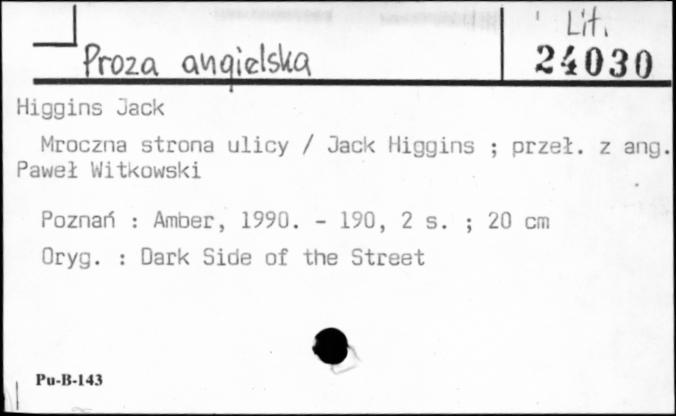 Lit.
Proza angielska
24030
Higgins Jack
Mroczna strona ulicy / Jack Higgins ; przeł. z ang.
Paweł Witkowski
Poznań : Amber, 1990. - 190, 2 s. ; 20 cm
Oryg. : Dark Side of the Street
Pu-B-143